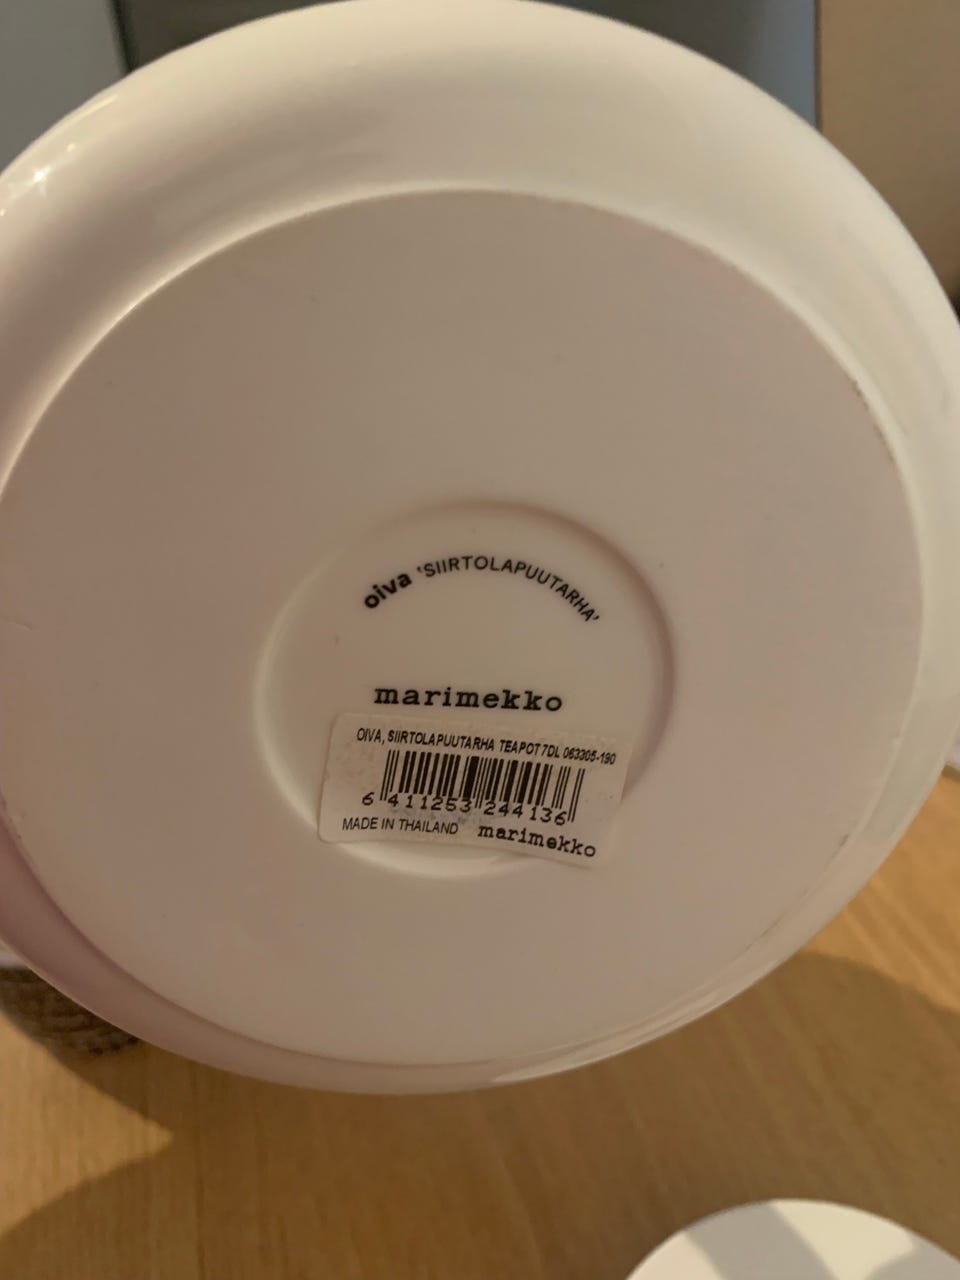 oiva 'SIIRTOLAPUUTARHA'
marimekko
OIVA, SIIRTOLAPUUTARHA TEAPOT 7DL 063305-190
6 411253 244136
MADE IN THAILAND marimekko